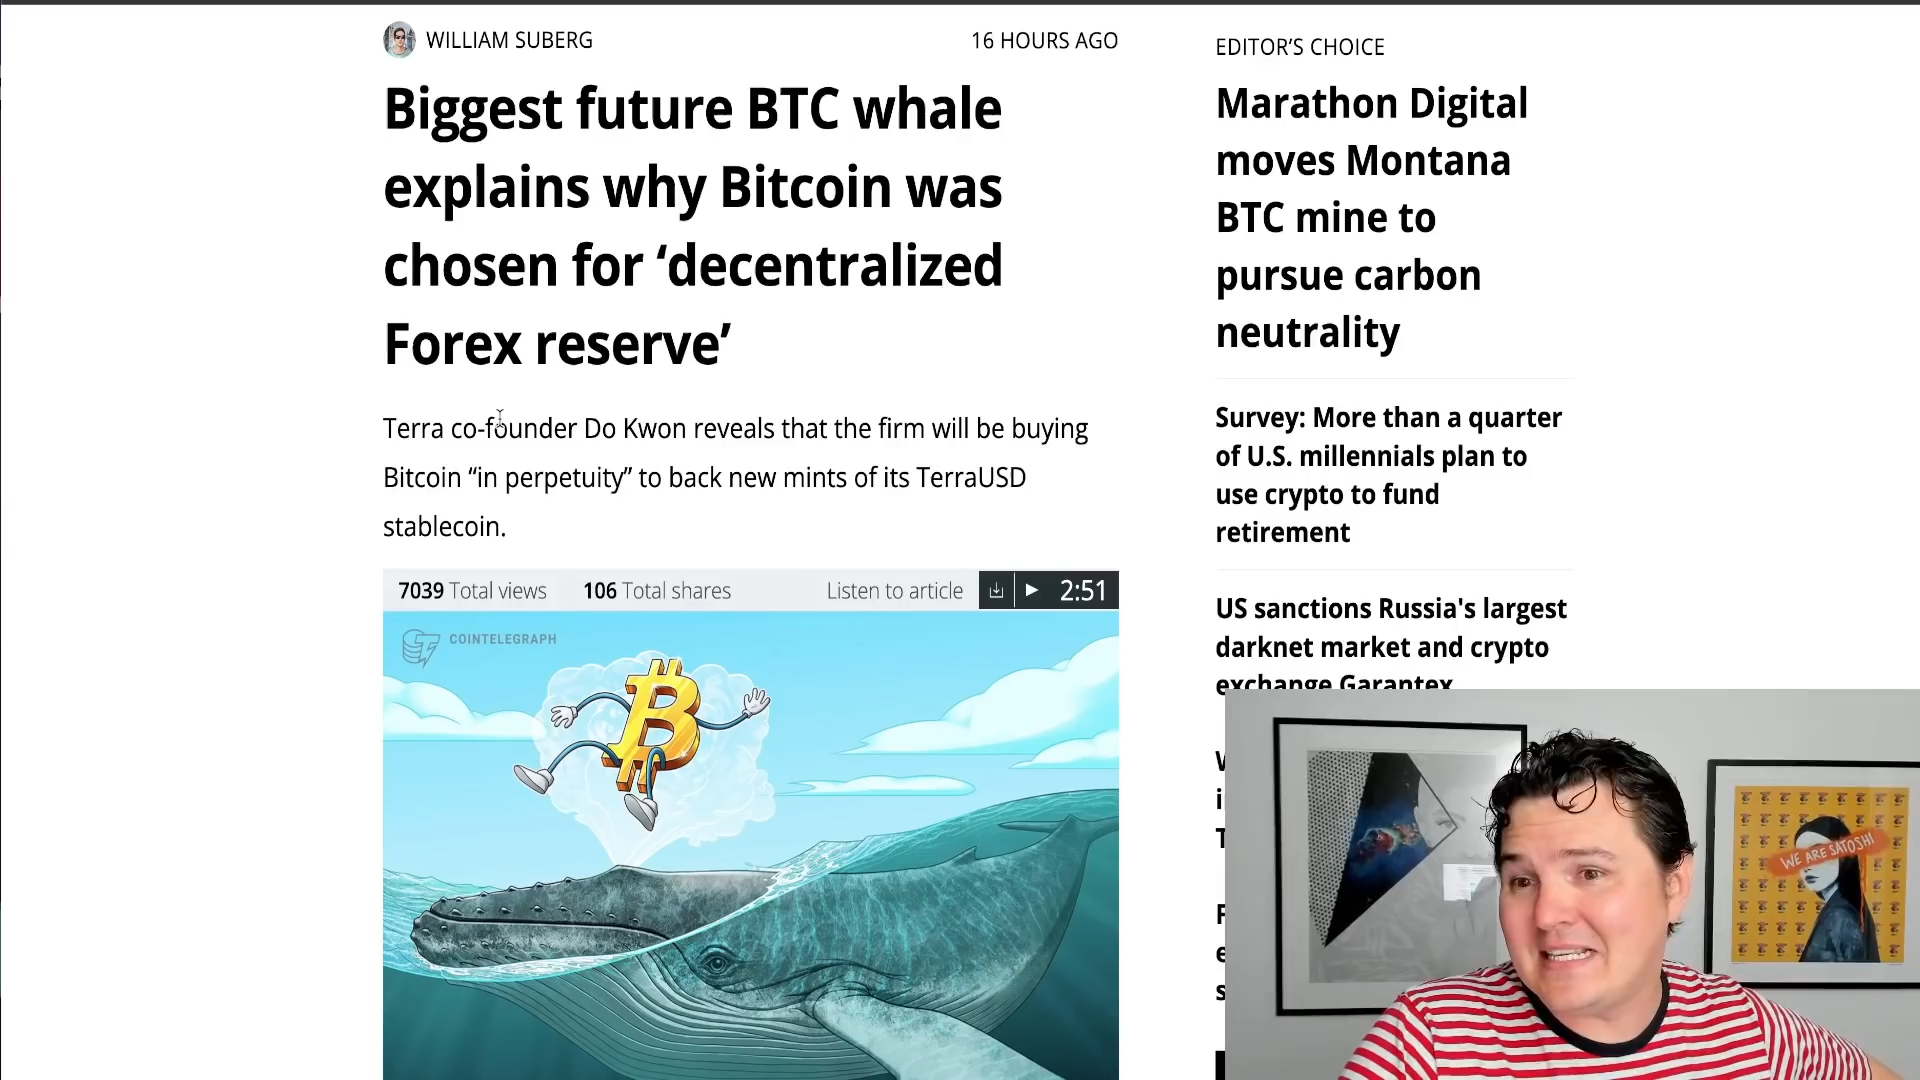 WILLIAM SUBERG
16 HOURS AGO
Biggest future BTC whale
explains why Bitcoin was
chosen for ‘decentralized
Forex reserve’
Terra co-founder Do Kwon reveals that the firm will be buying
Bitcoin “in perpetuity” to back new mints of its TerraUSD
stablecoin.
7039 Total views
106 Total shares
Listen to article
2:51
COINTELEGRAPH
EDITOR’S CHOICE
Marathon Digital
moves Montana
BTC mine to
pursue carbon
neutrality
Survey: More than a quarter
of U.S. millennials plan to
use crypto to fund
retirement
US sanctions Russia's largest
darknet market and crypto
exchange Garantex
WE ARE SATOSHI